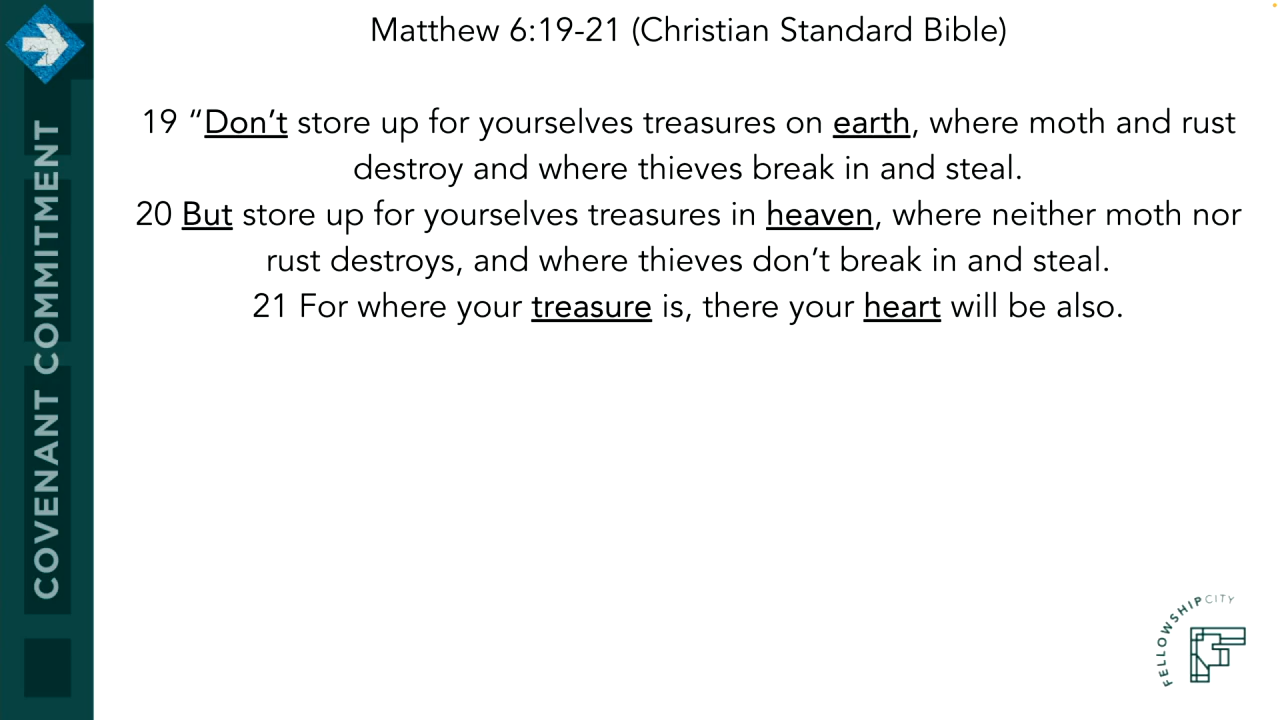 Matthew 6:19-21 (Christian Standard Bible)
19 “Don’t store up for yourselves treasures on earth, where moth and rust
destroy and where thieves break in and steal.
20 But store up for yourselves treasures in heaven, where neither moth nor
rust destroys, and where thieves don’t break in and steal.
21 For where your treasure is, there your heart will be also.
COVENANT COMMITMENT
FELLOWSHIPCITY